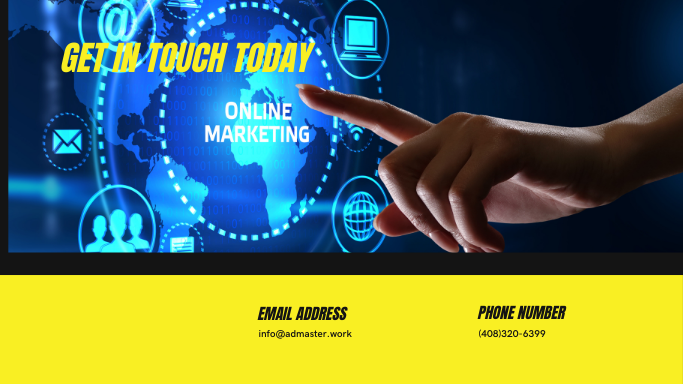 GET IN TOUCH TODAY
ONLINE
MARKETING
EMAIL ADDRESS
info@admaster.work
PHONE NUMBER
(408)320-6399